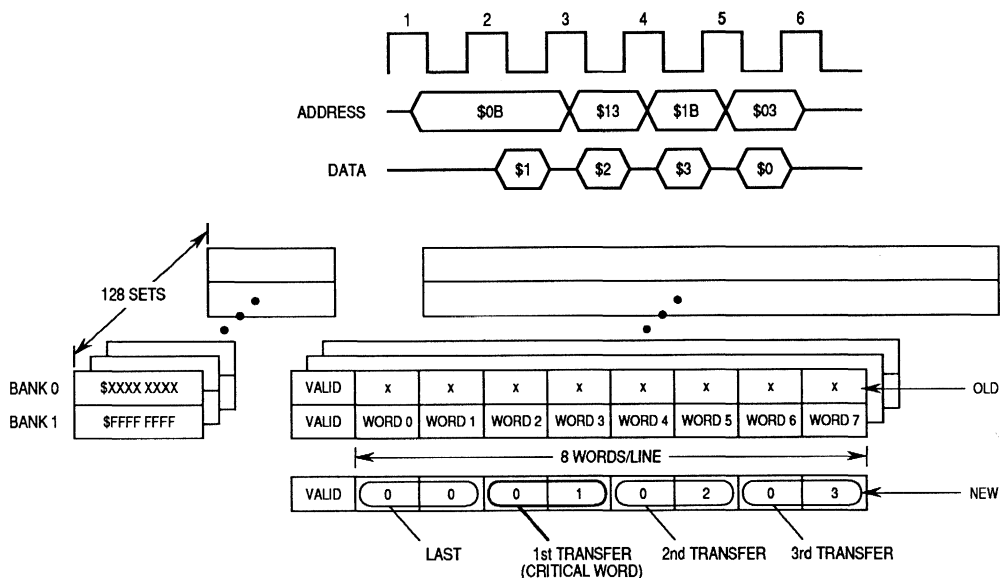 1 2 3 4 5 6
ADDRESS $0B $13 $1B $03
DATA $1 $2 $3 $0
128 SETS
BANK 0 $XXXX XXXX VALID x x x x x x x x OLD
BANK 1 $FFFF FFFF VALID WORD 0 WORD 1 WORD 2 WORD 3 WORD 4 WORD 5 WORD 6 WORD 7
8 WORDS/LINE
VALID 0 0 0 1 0 2 0 3 NEW
LAST 1st TRANSFER 2nd TRANSFER 3rd TRANSFER
(CRITICAL WORD)